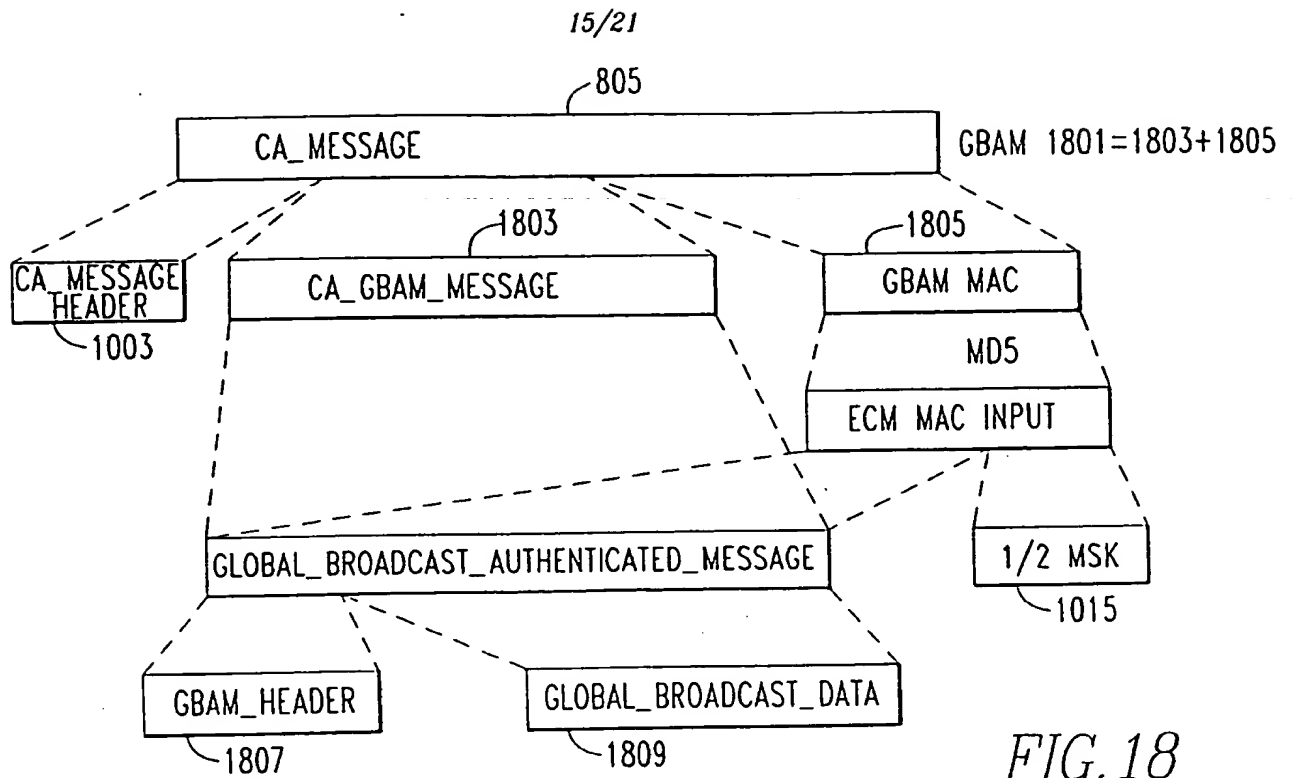 15/21
805
CA_MESSAGE
GBAM 1801=1803+1805
1803
1805
CA_MESSAGE
HEADER
CA_GBAM_MESSAGE
GBAM MAC
1003
MD5
ECM MAC INPUT
GLOBAL_BROADCAST_AUTHENTICATED_MESSAGE
1/2 MSK
1015
GBAM_HEADER
GLOBAL_BROADCAST_DATA
1807
1809
FIG. 18